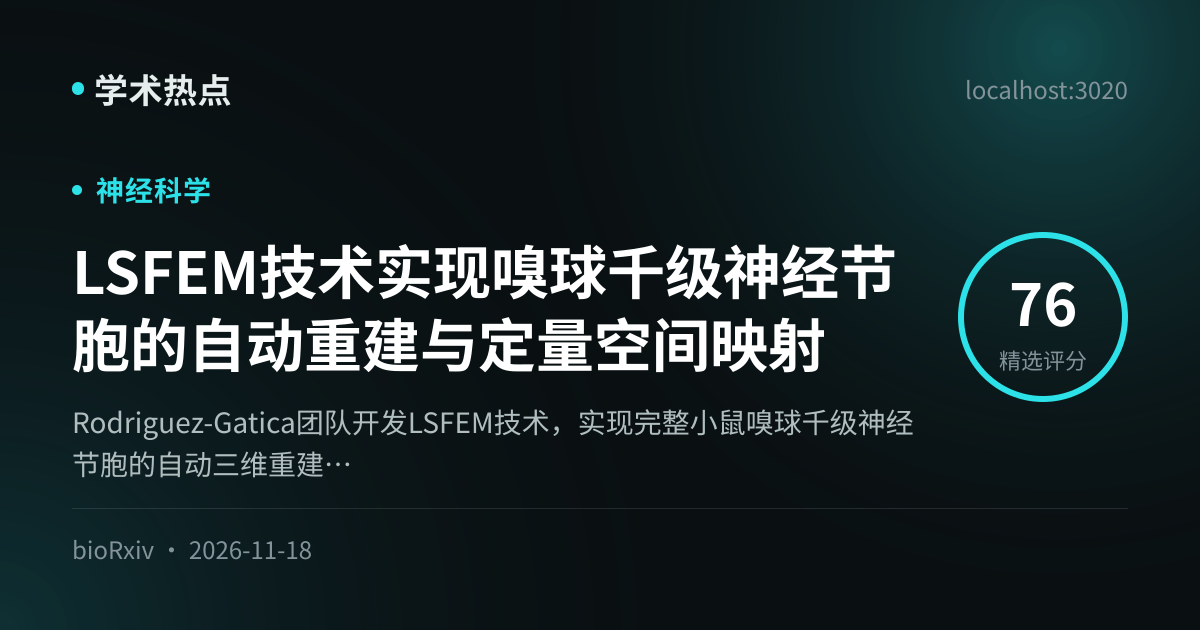 学术热点
localhost:3020
神经科学
LSFEM技术实现嗅球千级神经节
胞的自动重建与定量空间映射
76
精选评分
Rodriguez-Gatica团队开发LSFEM技术，实现完整小鼠嗅球千级神经
节胞的自动三维重建…
bioRxiv • 2026-11-18